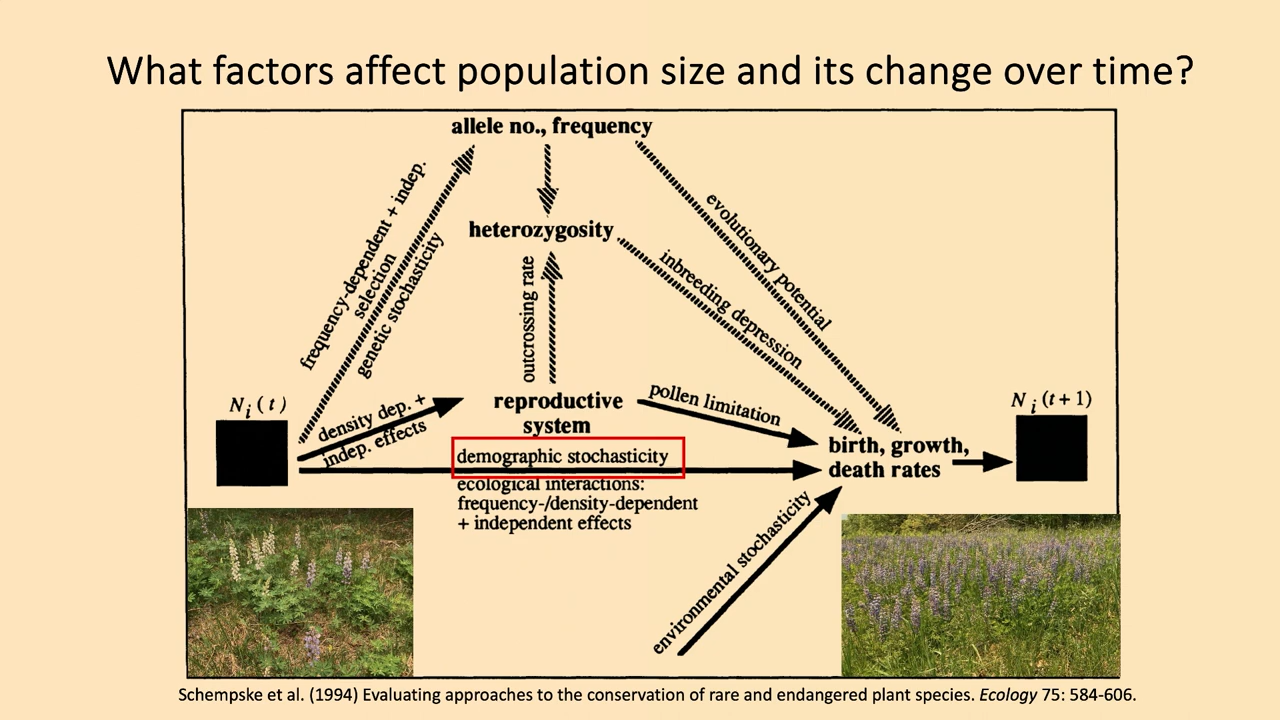 What factors affect population size and its change over time?
allele no., frequency
frequency-dependent + indep.
selection
genetic stochasticity
heterozygosity
evolutionary potential
inbreeding depression
outcrossing rate
N i (t)
density dep. +
indep. effects
reproductive
system
pollen limitation
N i (t + 1)
birth, growth,
death rates
demographic stochasticity
ecological interactions:
frequency-/density-dependent
+ independent effects
environmental stochasticity
Schempske et al. (1994) Evaluating approaches to the conservation of rare and endangered plant species. Ecology 75: 584-606.